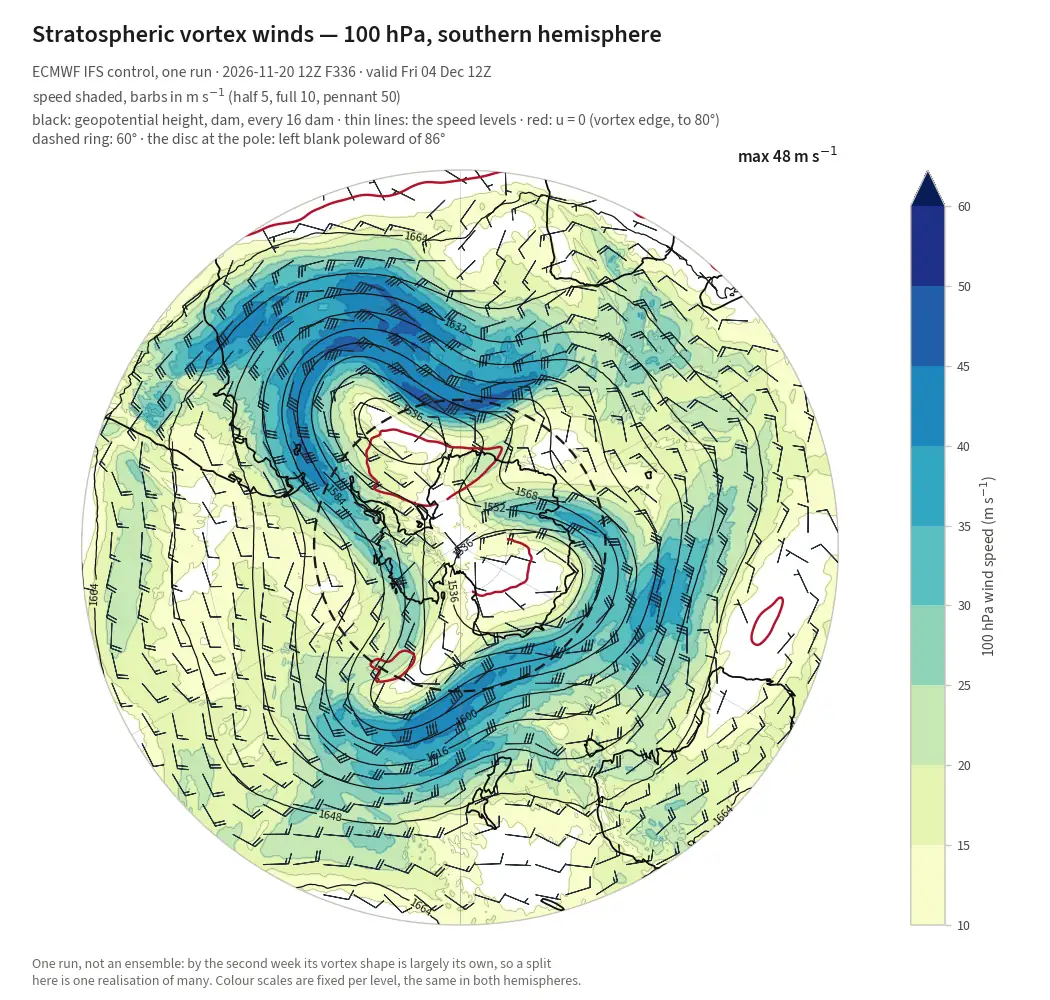 Stratospheric vortex winds — 100 hPa, southern hemisphere
ECMWF IFS control, one run · 2026-11-20 12Z F336 · valid Fri 04 Dec 12Z
speed shaded, barbs in m s⁻¹ (half 5, full 10, pennant 50)
black: geopotential height, dam, every 16 dam · thin lines: the speed levels · red: u = 0 (vortex edge, to 80°)
dashed ring: 60° · the disc at the pole: left blank poleward of 86°
max 48 m s⁻¹
60
50
45
40
35
30
25
20
15
10
100 hPa wind speed (m s⁻¹)
1664
1632
1536
1584
1568
1552
1536
1536
1664
1600
1616
1648
1664
1664
One run, not an ensemble: by the second week its vortex shape is largely its own, so a split
here is one realisation of many. Colour scales are fixed per level, the same in both hemispheres.